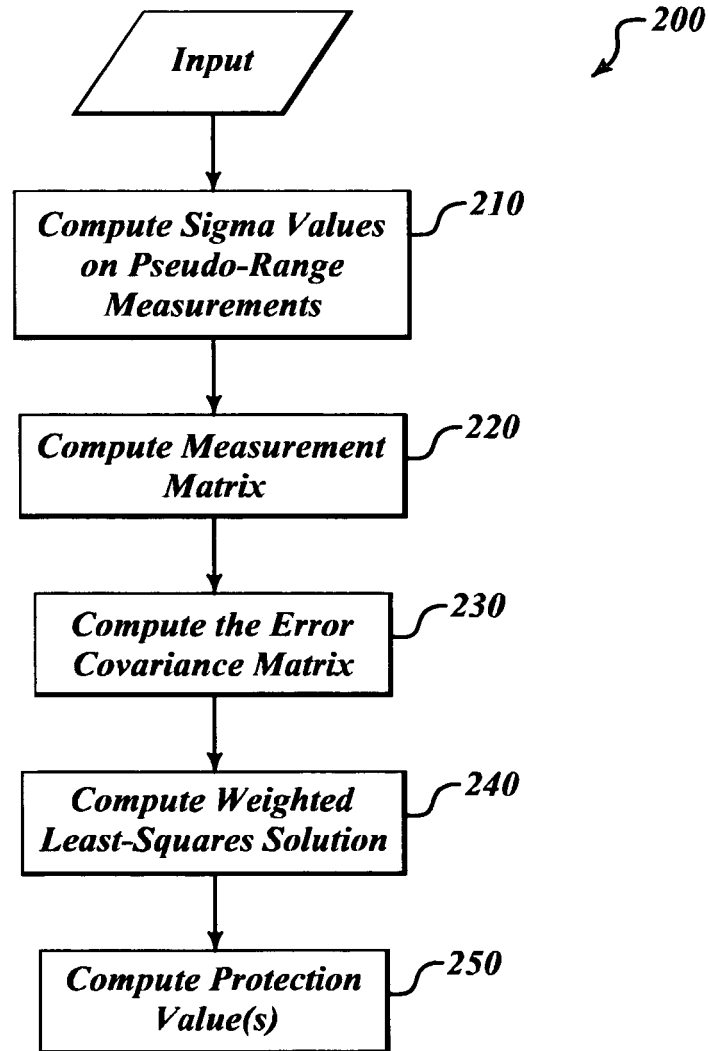 200
Input
210
Compute Sigma Values
on Pseudo-Range
Measurements
220
Compute Measurement
Matrix
230
Compute the Error
Covariance Matrix
240
Compute Weighted
Least-Squares Solution
250
Compute Protection
Value(s)